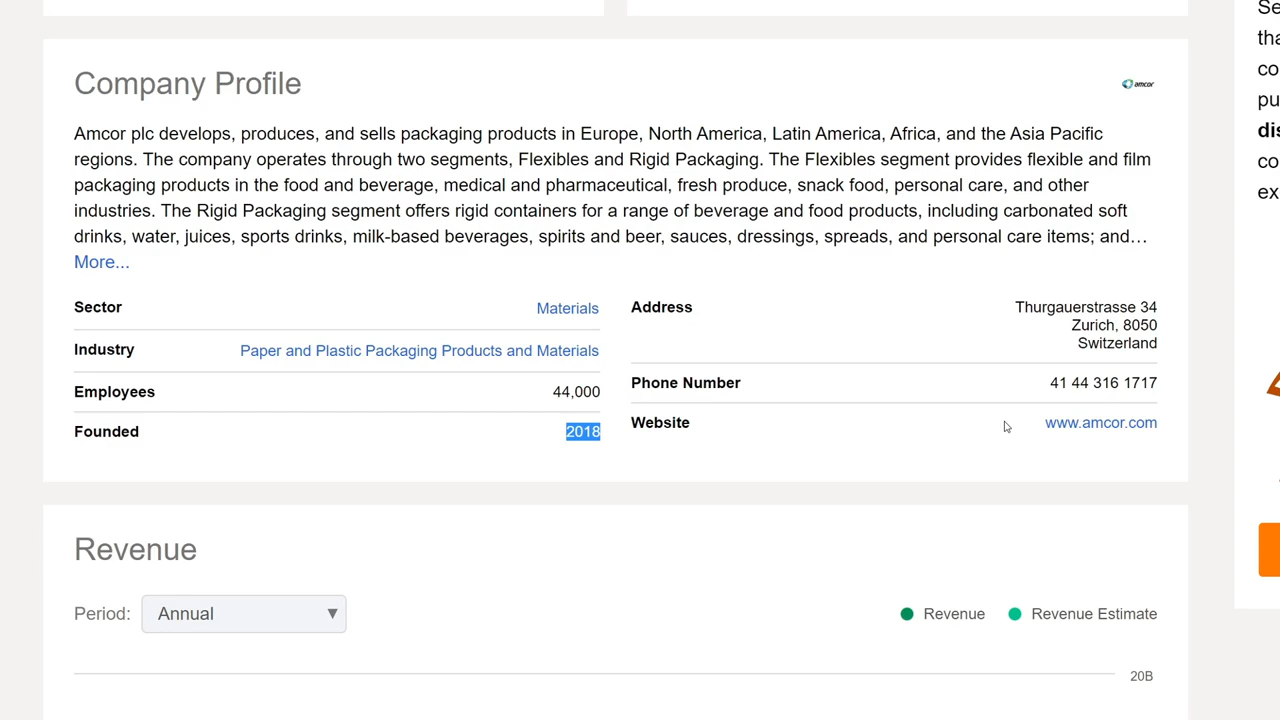 Company Profile
amcor
Amcor plc develops, produces, and sells packaging products in Europe, North America, Latin America, Africa, and the Asia Pacific
regions. The company operates through two segments, Flexibles and Rigid Packaging. The Flexibles segment provides flexible and film
packaging products in the food and beverage, medical and pharmaceutical, fresh produce, snack food, personal care, and other
industries. The Rigid Packaging segment offers rigid containers for a range of beverage and food products, including carbonated soft
drinks, water, juices, sports drinks, milk-based beverages, spirits and beer, sauces, dressings, spreads, and personal care items; and…
More...
Sector Materials
Industry Paper and Plastic Packaging Products and Materials
Employees 44,000
Founded 2018
Address Thurgauerstrasse 34
Zurich, 8050
Switzerland
Phone Number 41 44 316 1717
Website www.amcor.com
Revenue
Period: Annual
Revenue Revenue Estimate
20B
Se
tha
co
pu
dis
co
ex